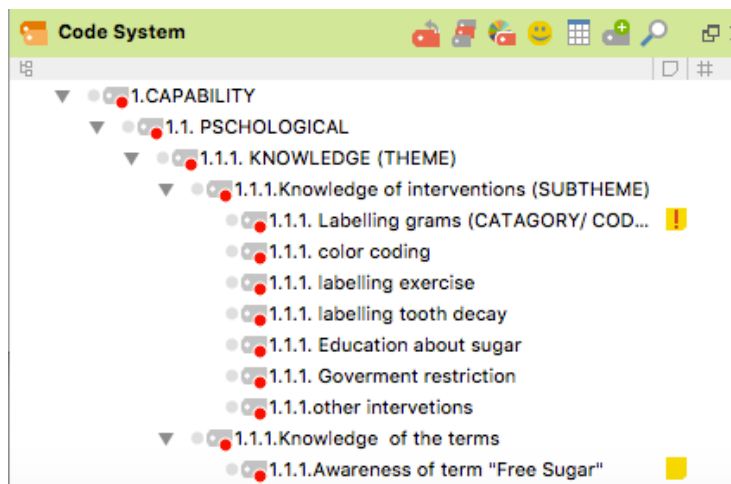 Code System
1.CAPABILITY
1.1. PSCHOLOGICAL
1.1.1. KNOWLEDGE (THEME)
1.1.1.Knowledge of interventions (SUBTHEME)
1.1.1. Labelling grams (CATAGORY/ COD...
1.1.1. color coding
1.1.1. labelling exercise
1.1.1. labelling tooth decay
1.1.1. Education about sugar
1.1.1. Goverment restriction
1.1.1.other intervetions
1.1.1.Knowledge of the terms
1.1.1.Awareness of term "Free Sugar"